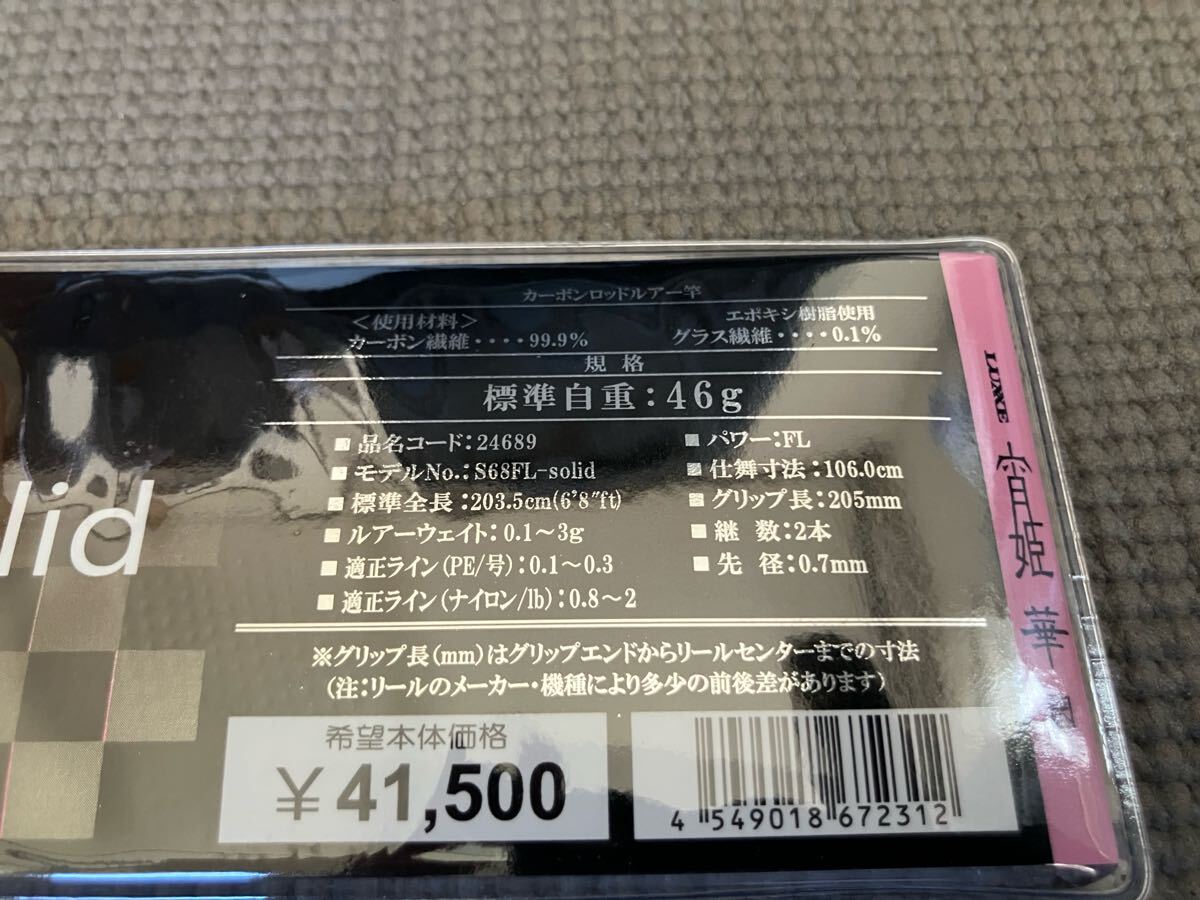 カーボンロッドルアー竿
＜使用材料＞ エポキシ樹脂使用
カーボン繊維・・・・99.9% グラス繊維・・・・0.1%
規格
標準自重：46g
■ 品名コード：24689
■ モデルNo.：S68FL-solid
■ 標準全長：203.5cm(6'8"ft)
■ ルアーウェイト：0.1～3g
■ 適正ライン(PE/号)：0.1～0.3
■ 適正ライン(ナイロン/lb)：0.8～2
■ パワー：FL
■ 仕舞寸法：106.0cm
■ グリップ長：205mm
■ 継 数：2本
■ 先 径：0.7mm
※グリップ長(mm)はグリップエンドからリールセンターまでの寸法
(注：リールのメーカー・機種により多少の前後差があります)
希望本体価格
¥41,500
4 549018 672312
lid
LUXXE 宵姫 華